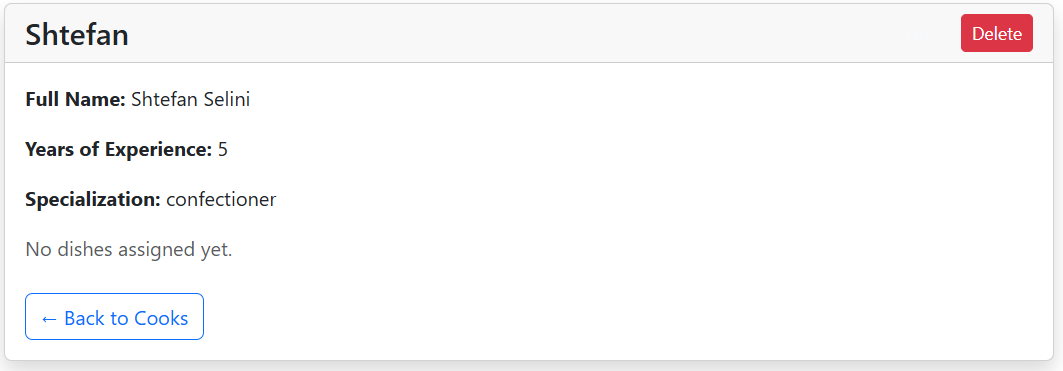 Shtefan
Delete
Full Name: Shtefan Selini
Years of Experience: 5
Specialization: confectioner
No dishes assigned yet.
← Back to Cooks